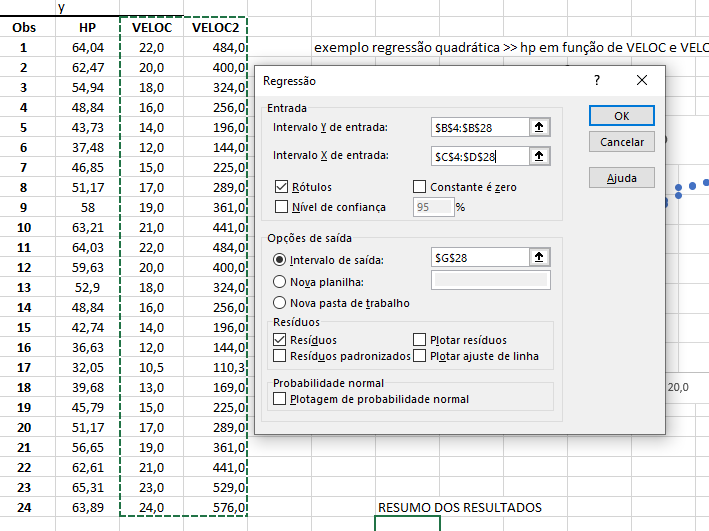 y
Obs HP VELOC VELOC2
1 64,04 22,0 484,0 exemplo regressão quadrática >> hp em função de VELOC e VELO
2 62,47 20,0 400,0
3 54,94 18,0 324,0
4 48,84 16,0 256,0
5 43,73 14,0 196,0
6 37,48 12,0 144,0
7 46,85 15,0 225,0
8 51,17 17,0 289,0
9 58 19,0 361,0
10 63,21 21,0 441,0
11 64,03 22,0 484,0
12 59,63 20,0 400,0
13 52,9 18,0 324,0
14 48,84 16,0 256,0
15 42,74 14,0 196,0
16 36,63 12,0 144,0
17 32,05 10,5 110,3
18 39,68 13,0 169,0
19 45,79 15,0 225,0
20 51,17 17,0 289,0
21 56,65 19,0 361,0
22 62,61 21,0 441,0
23 65,31 23,0 529,0
24 63,89 24,0 576,0
Regressão ? ×
Entrada
Intervalo Y de entrada: $B$4:$B$28
Intervalo X de entrada: $C$4:$D$28
Rótulos Constante é zero
Nível de confiança 95 %
OK
Cancelar
Ajuda
Opções de saída
Intervalo de saída: $G$28
Nova planilha:
Nova pasta de trabalho
Resíduos
Resíduos Plotar resíduos
Resíduos padronizados Plotar ajuste de linha
Probabilidade normal
Plotagem de probabilidade normal
20,0
RESUMO DOS RESULTADOS